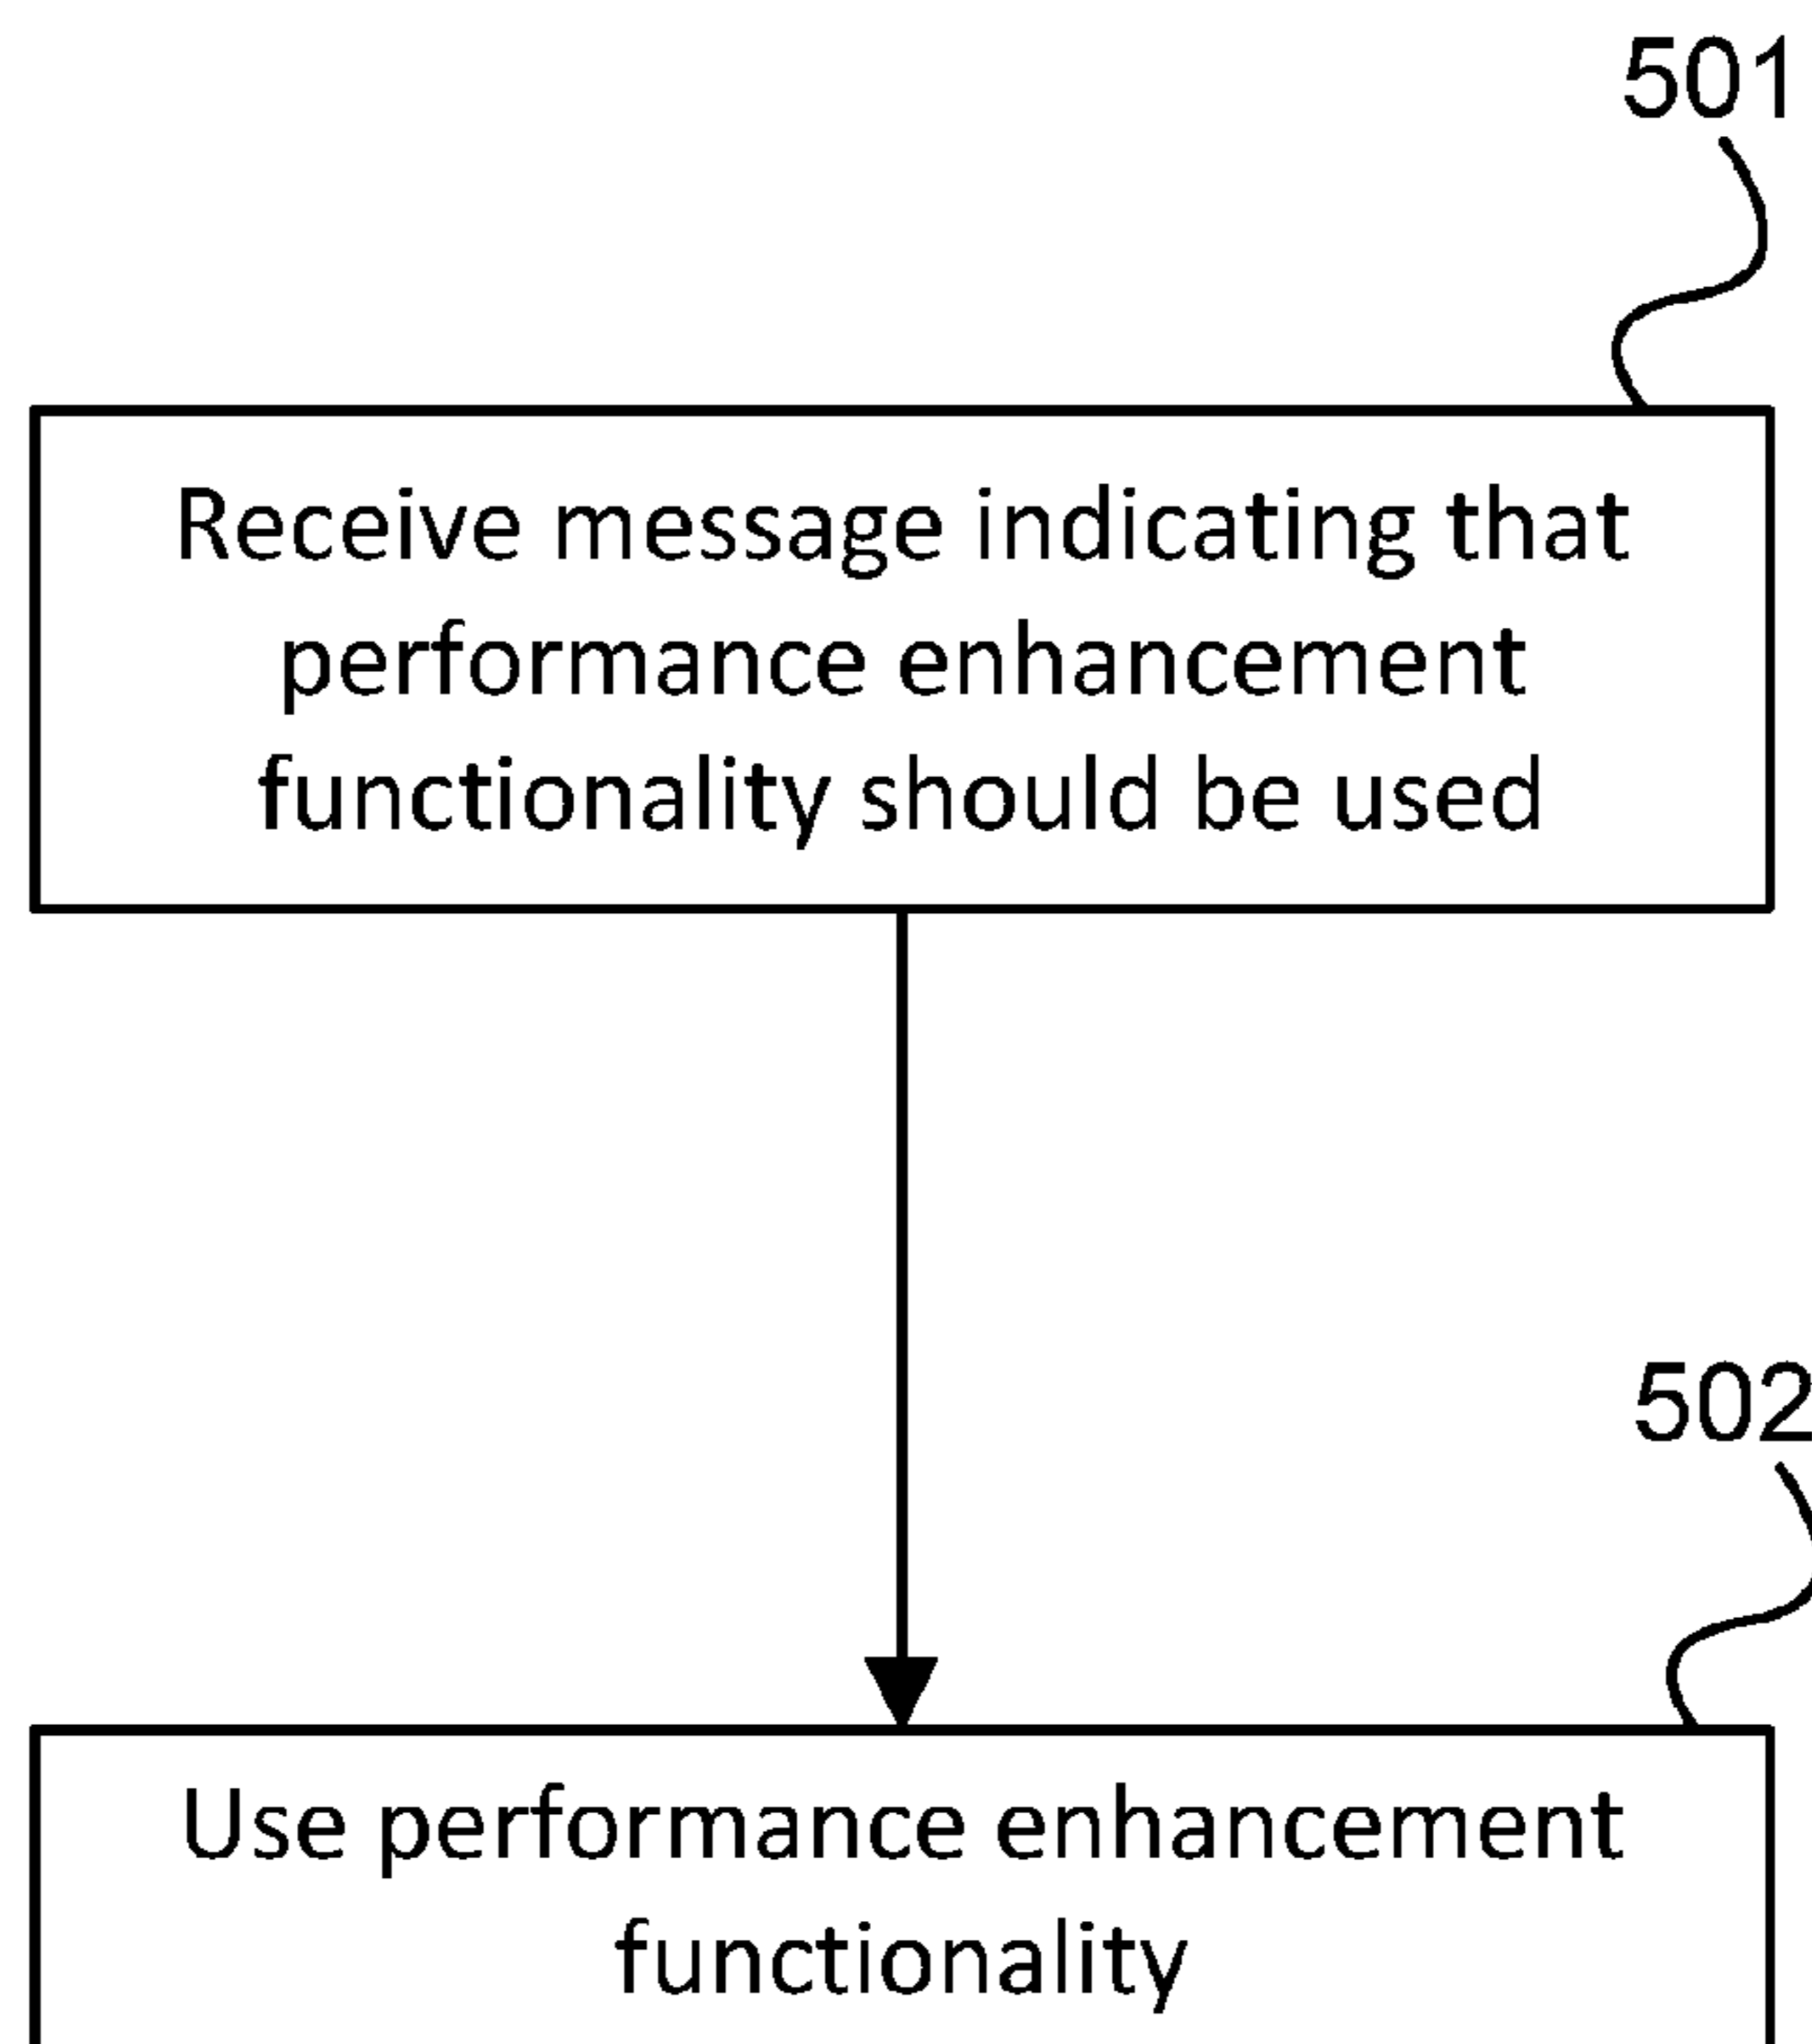 501
Receive message indicating that
performance enhancement
functionality should be used
502
Use performance enhancement
functionality